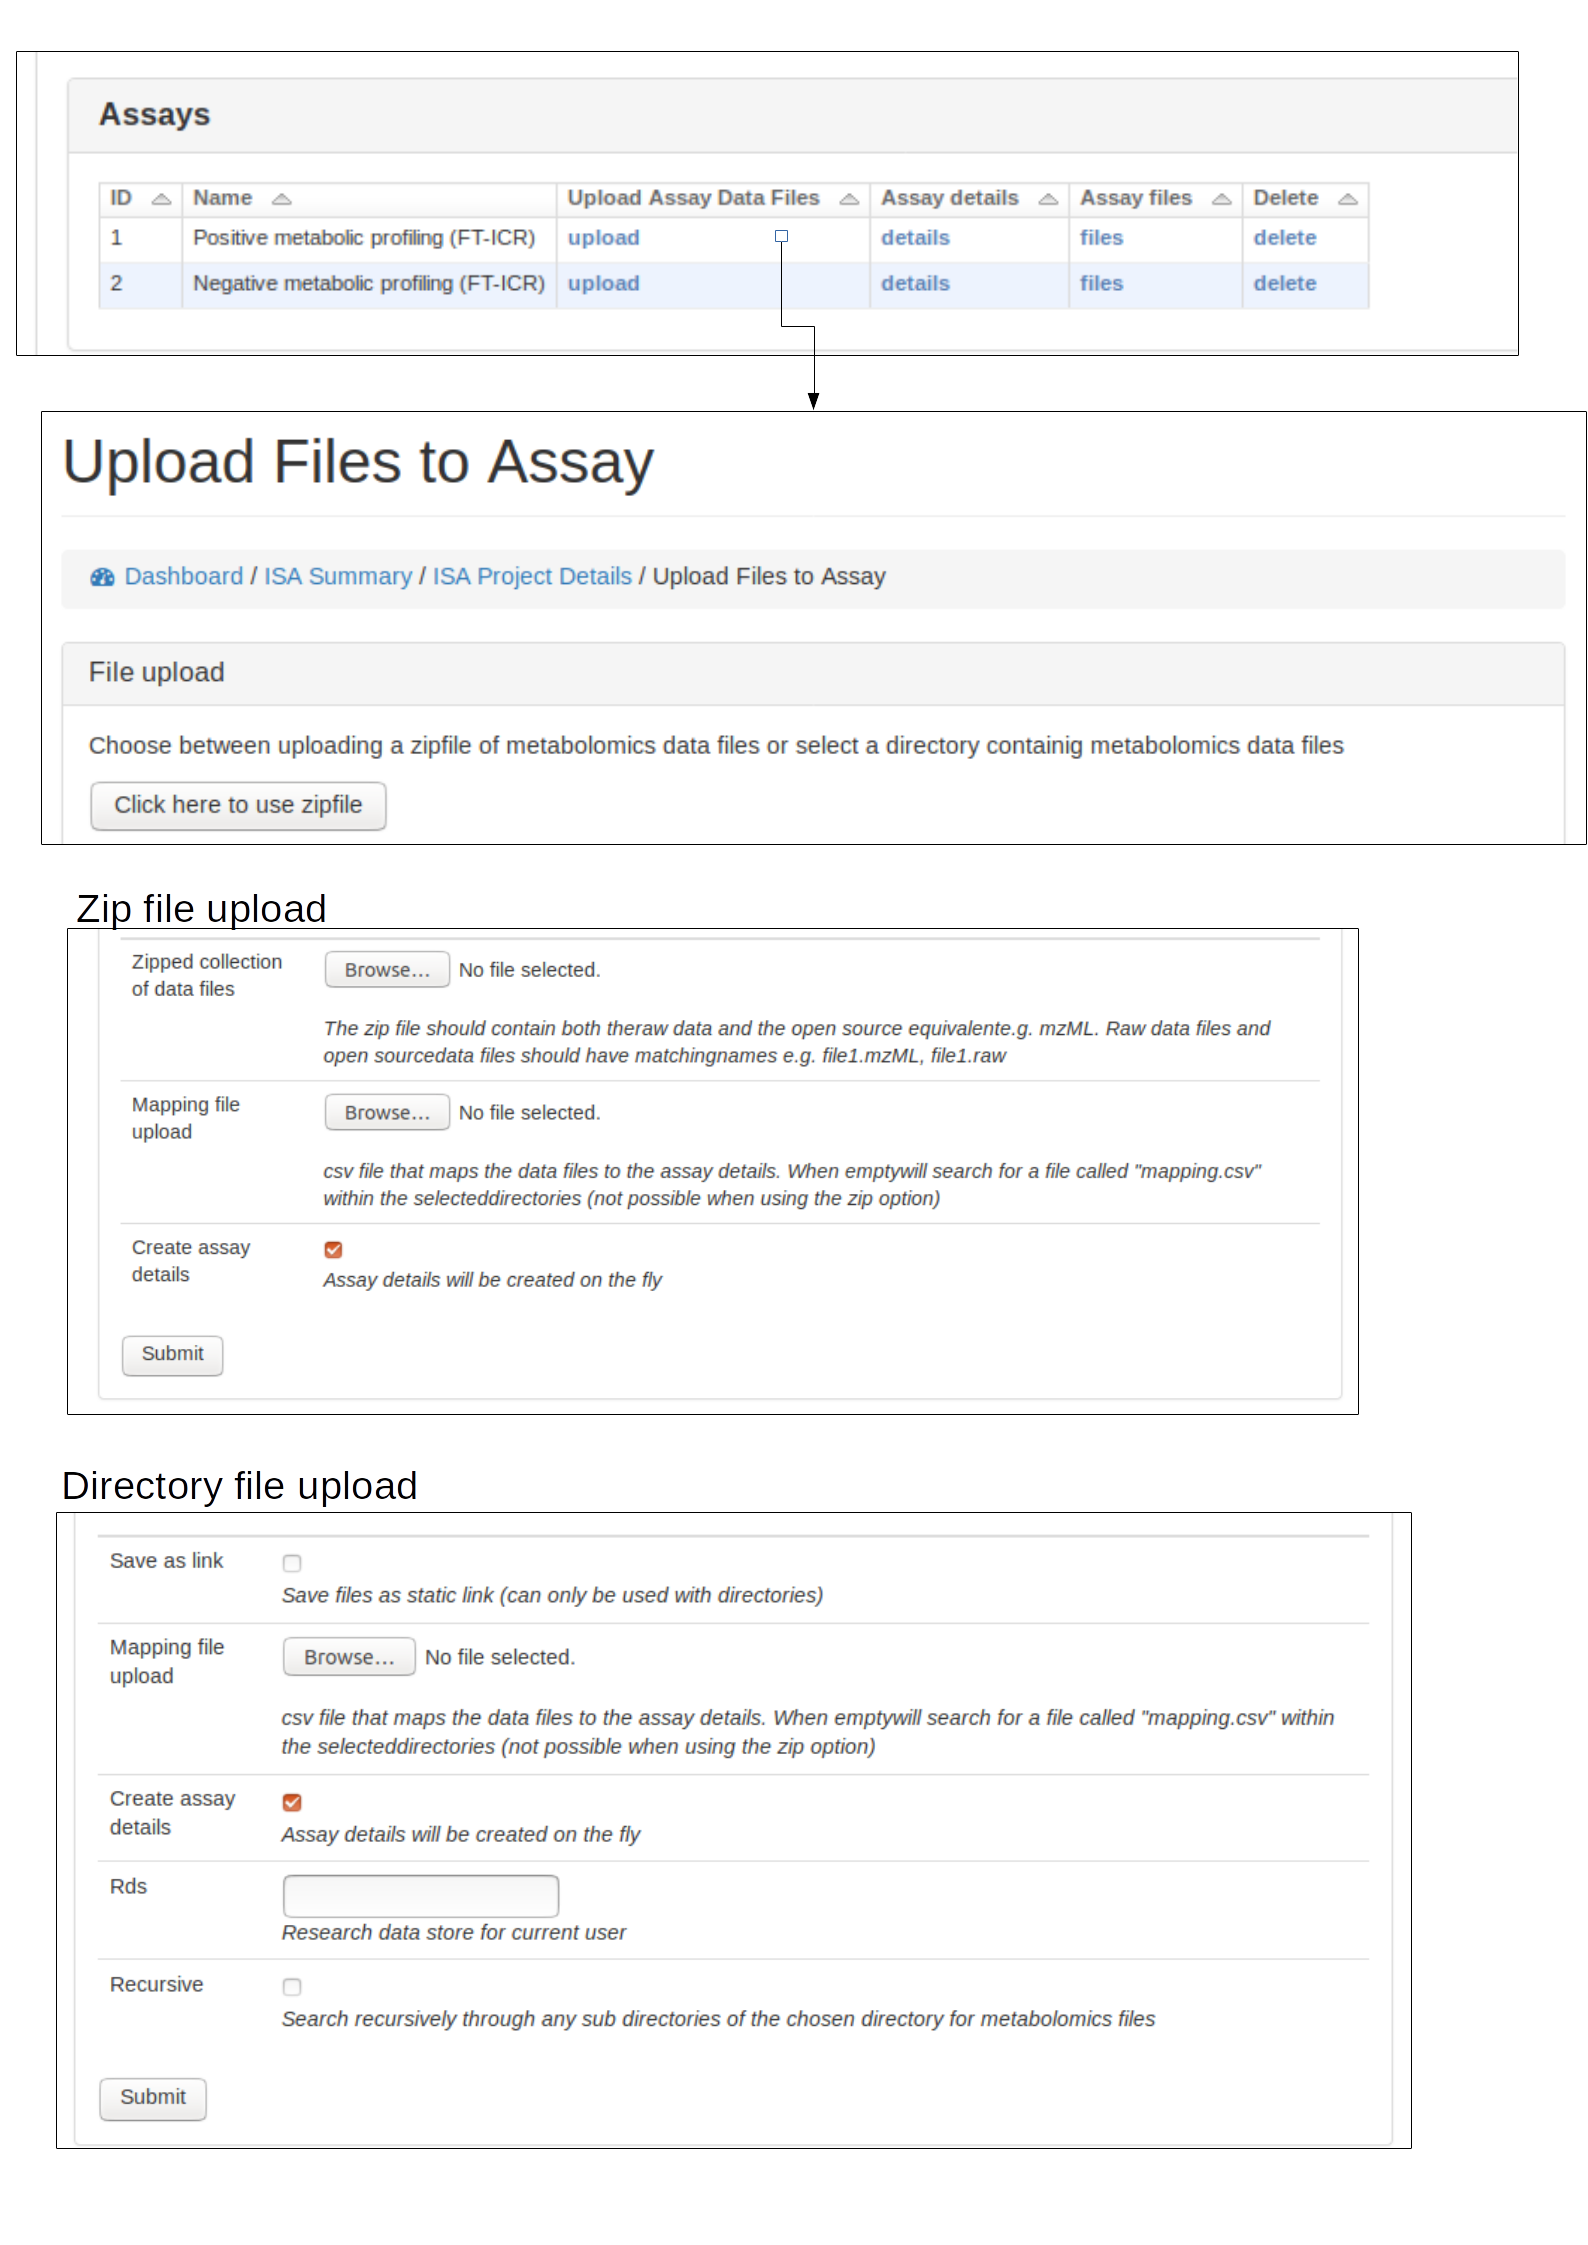 Assays
ID Name Upload Assay Data Files Assay details Assay files Delete
1 Positive metabolic profiling (FT-ICR) upload details files delete
2 Negative metabolic profiling (FT-ICR) upload details files delete
Upload Files to Assay
Dashboard / ISA Summary / ISA Project Details / Upload Files to Assay
File upload
Choose between uploading a zipfile of metabolomics data files or select a directory containig metabolomics data files
Click here to use zipfile
Zip file upload
Zipped collection
of data files
Browse... No file selected.
The zip file should contain both theraw data and the open source equivalente.g. mzML. Raw data files and
open sourcedata files should have matchingnames e.g. file1.mzML, file1.raw
Mapping file
upload
Browse... No file selected.
csv file that maps the data files to the assay details. When emptywill search for a file called "mapping.csv"
within the selecteddirectories (not possible when using the zip option)
Create assay
details
Assay details will be created on the fly
Submit
Directory file upload
Save as link
Save files as static link (can only be used with directories)
Mapping file
upload
Browse... No file selected.
csv file that maps the data files to the assay details. When emptywill search for a file called "mapping.csv" within
the selecteddirectories (not possible when using the zip option)
Create assay
details
Assay details will be created on the fly
Rds
Research data store for current user
Recursive
Search recursively through any sub directories of the chosen directory for metabolomics files
Submit